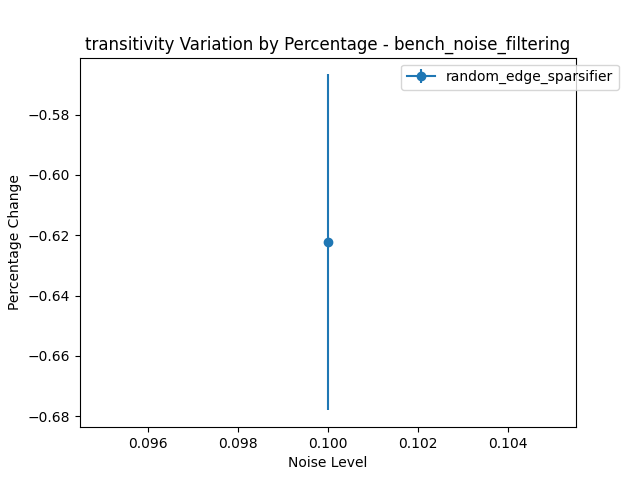 transitivity Variation by Percentage - bench_noise_filtering
random_edge_sparsifier
Percentage Change
−0.58
−0.60
−0.62
−0.64
−0.66
−0.68
0.096 0.098 0.100 0.102 0.104
Noise Level